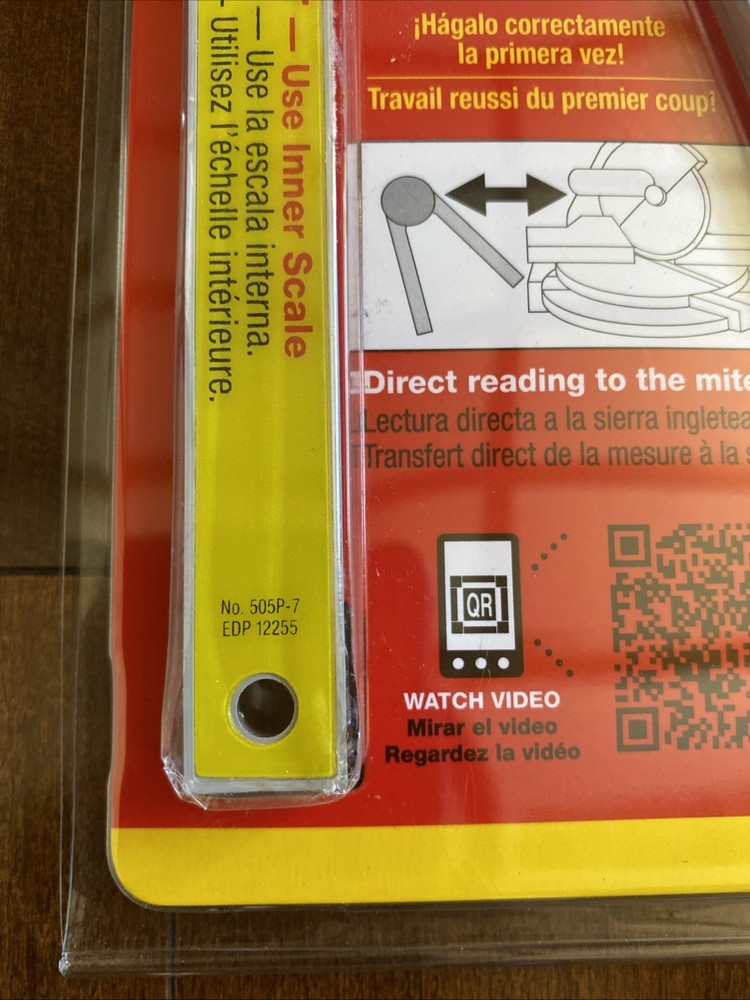 — Use Inner Scale
— Use la escala interna.
- Utilisez l'échelle intérieure.
No. 505P-7
EDP 12255
¡Hágalo correctamente
la primera vez!
Travail reussi du premier coup!
Direct reading to the mite
Lectura directa a la sierra ingletea
Transfert direct de la mesure à la s
QR
WATCH VIDEO
Mirar el video
Regardez la vidéo